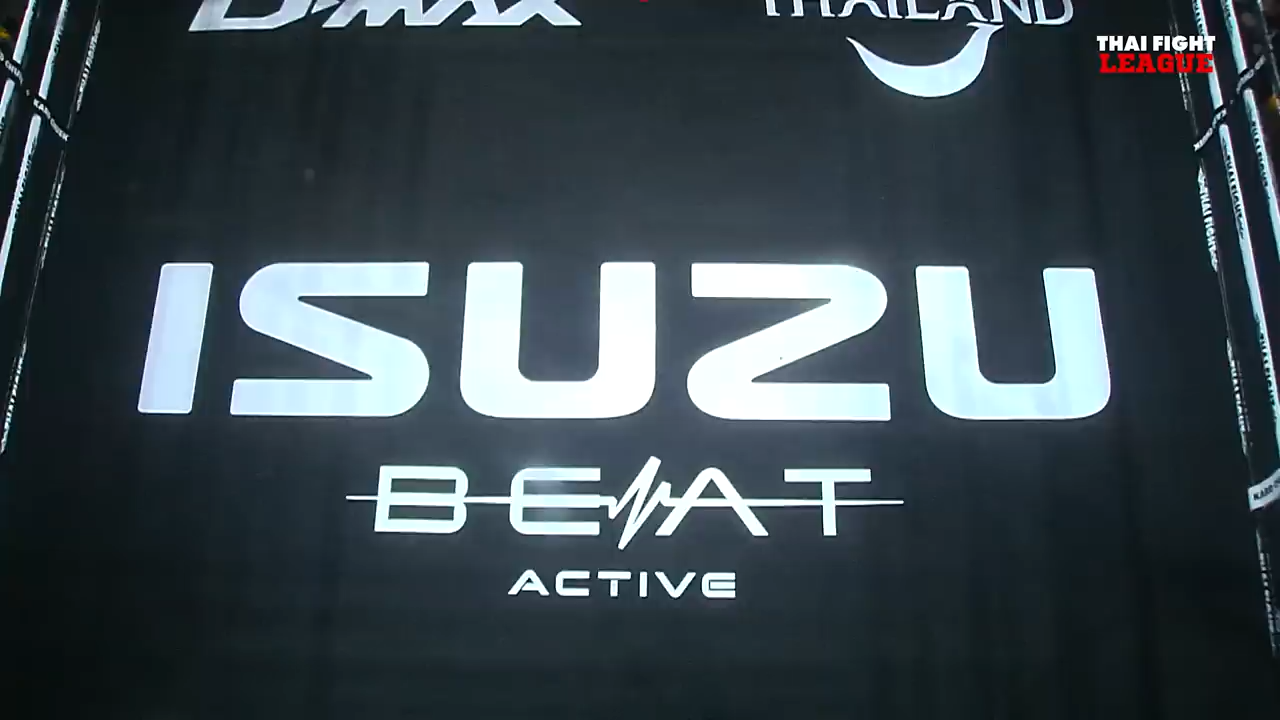 D-MAX
THAILAND
THAI FIGHT
LEAGUE
ISUZU
BEAT
ACTIVE